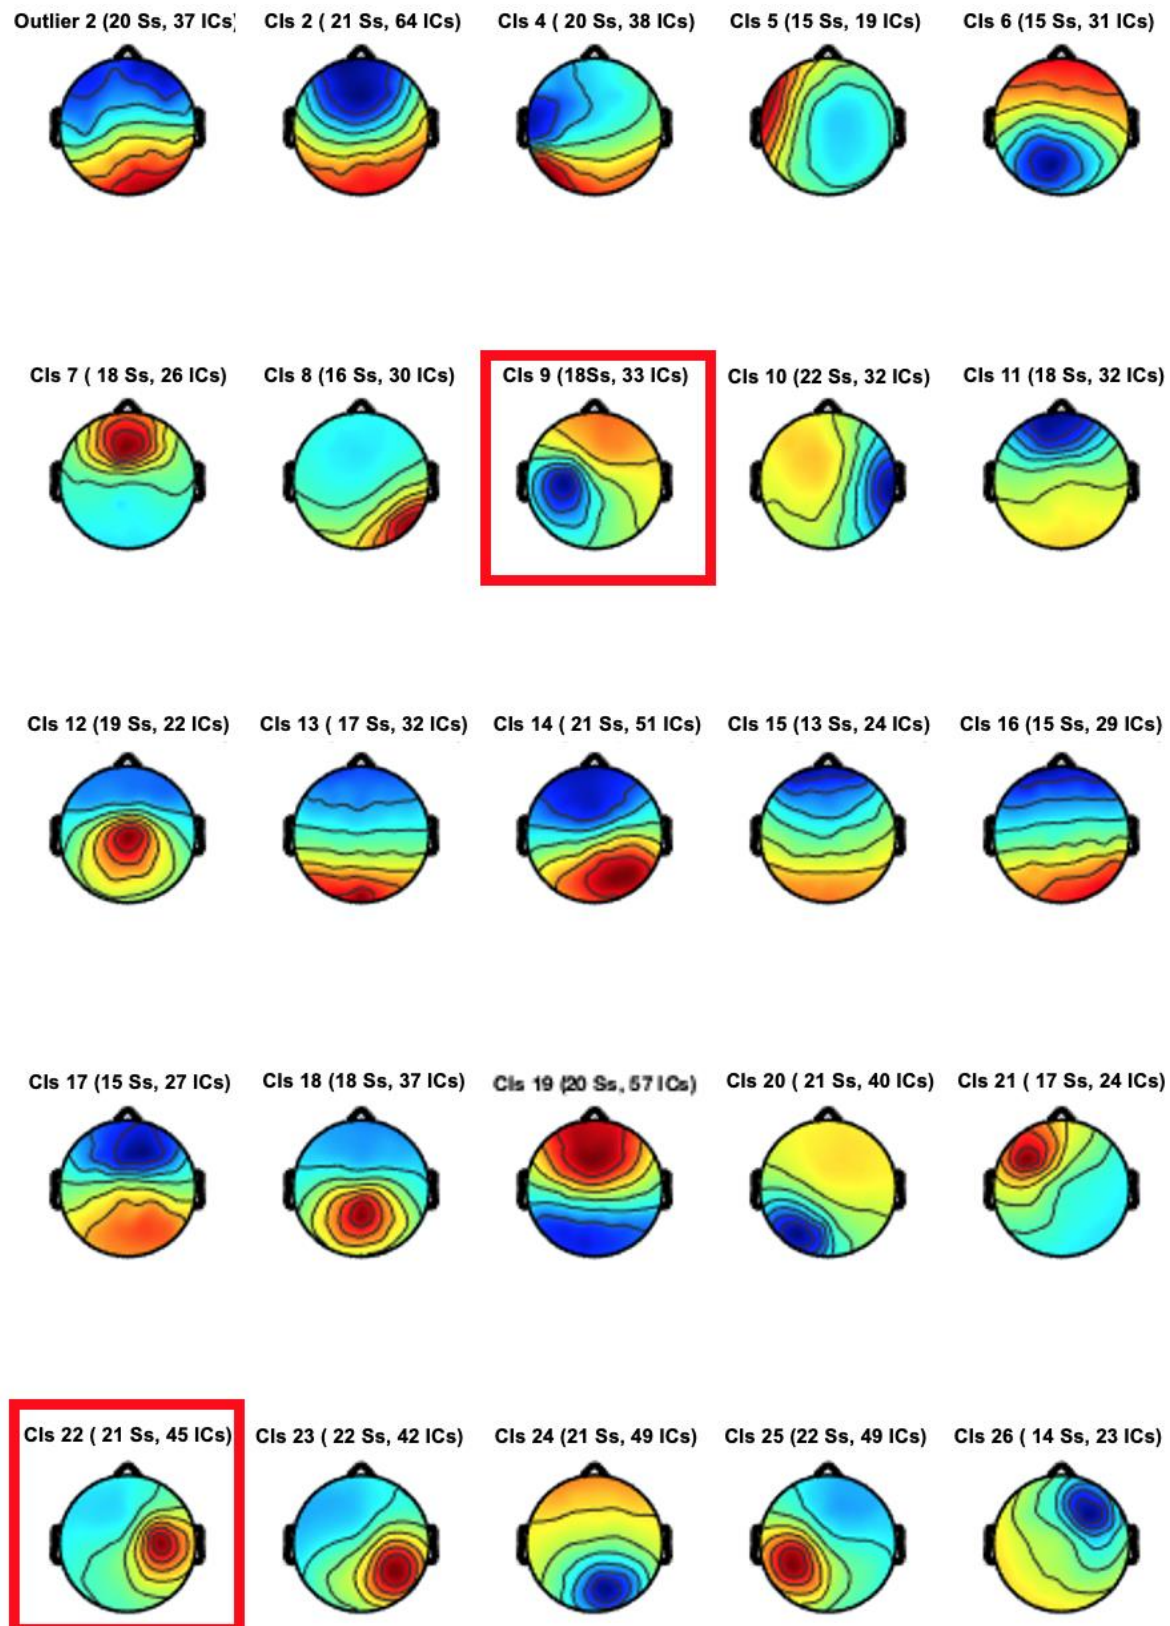 Outlier 2 (20 Ss, 37 ICs)
Cls 2 ( 21 Ss, 64 ICs)
Cls 4 ( 20 Ss, 38 ICs)
Cls 5 (15 Ss, 19 ICs)
Cls 6 (15 Ss, 31 ICs)
Cls 7 ( 18 Ss, 26 ICs)
Cls 8 (16 Ss, 30 ICs)
Cls 9 (18Ss, 33 ICs)
Cls 10 (22 Ss, 32 ICs)
Cls 11 (18 Ss, 32 ICs)
Cls 12 (19 Ss, 22 ICs)
Cls 13 ( 17 Ss, 32 ICs)
Cls 14 ( 21 Ss, 51 ICs)
Cls 15 (13 Ss, 24 ICs)
Cls 16 (15 Ss, 29 ICs)
Cls 17 (15 Ss, 27 ICs)
Cls 18 (18 Ss, 37 ICs)
Cls 19 (20 Ss, 57 ICs)
Cls 20 ( 21 Ss, 40 ICs)
Cls 21 ( 17 Ss, 24 ICs)
Cls 22 ( 21 Ss, 45 ICs)
Cls 23 ( 22 Ss, 42 ICs)
Cls 24 (21 Ss, 49 ICs)
Cls 25 (22 Ss, 49 ICs)
Cls 26 ( 14 Ss, 23 ICs)